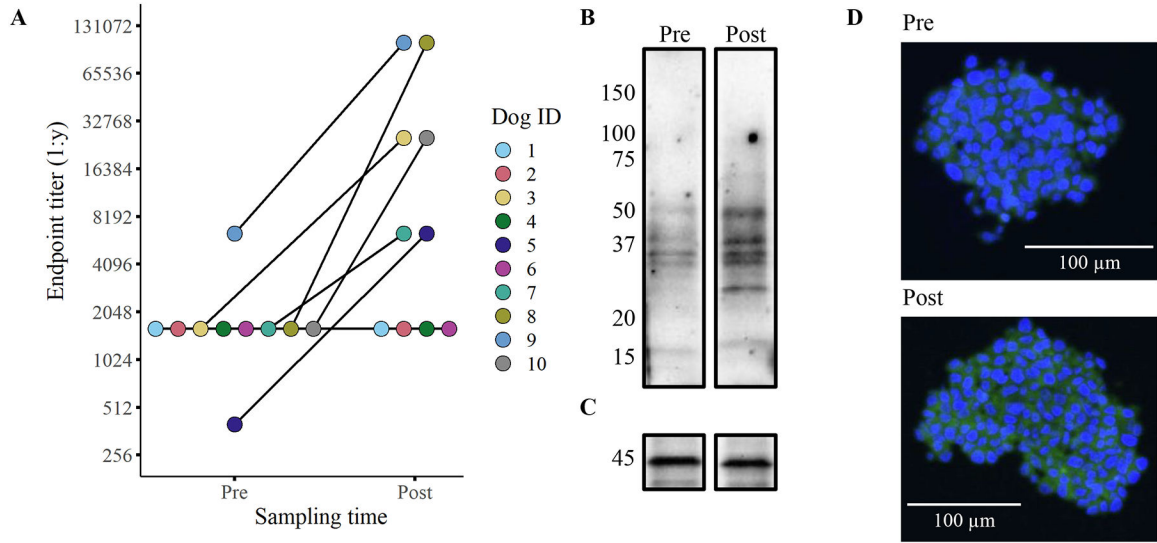 A
Endpoint titer (1:y)
131072
65536
32768
16384
8192
4096
2048
1024
512
256
Pre
Post
Sampling time
Dog ID
1
2
3
4
5
6
7
8
9
10
B
Pre
Post
150
100
75
50
37
20
15
C
45
D
Pre
100 µm
Post
100 µm